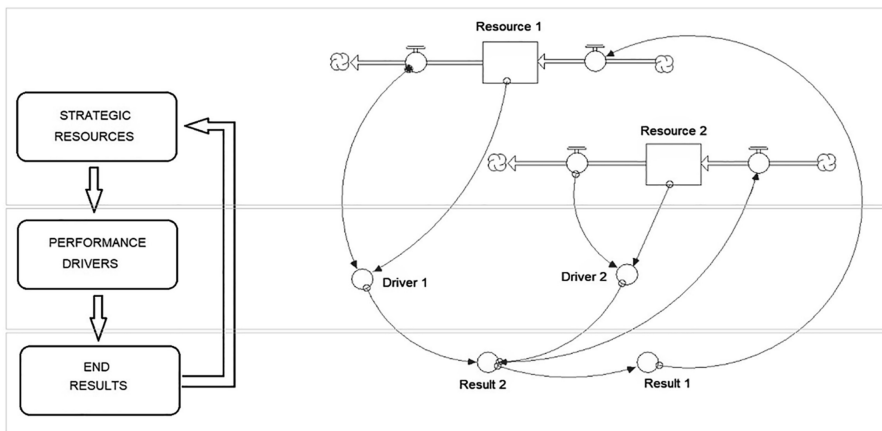 Resource 1
STRATEGIC
RESOURCES
Resource 2
PERFORMANCE
DRIVERS
Driver 1
Driver 2
END
RESULTS
Result 2
Result 1